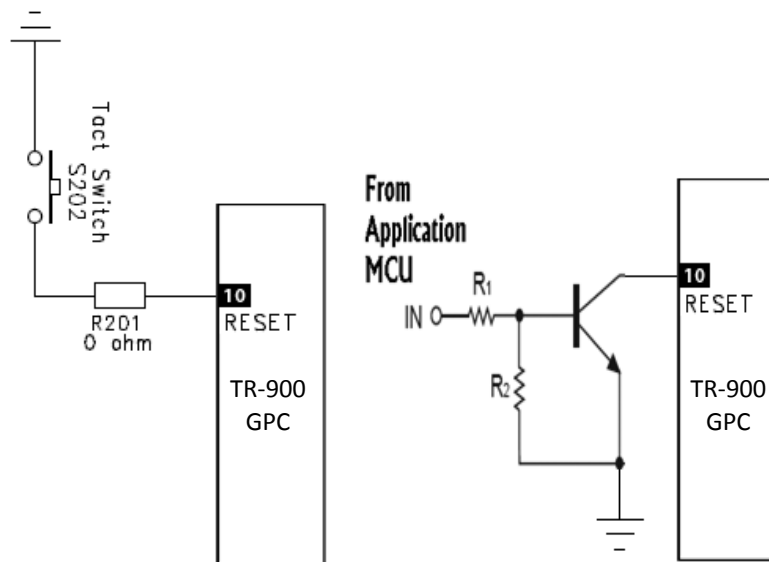 Tact Switch
S202
R201
0 ohm
10
RESET
TR-900
GPC
From
Application
MCU
IN
R1
R2
10
RESET
TR-900
GPC